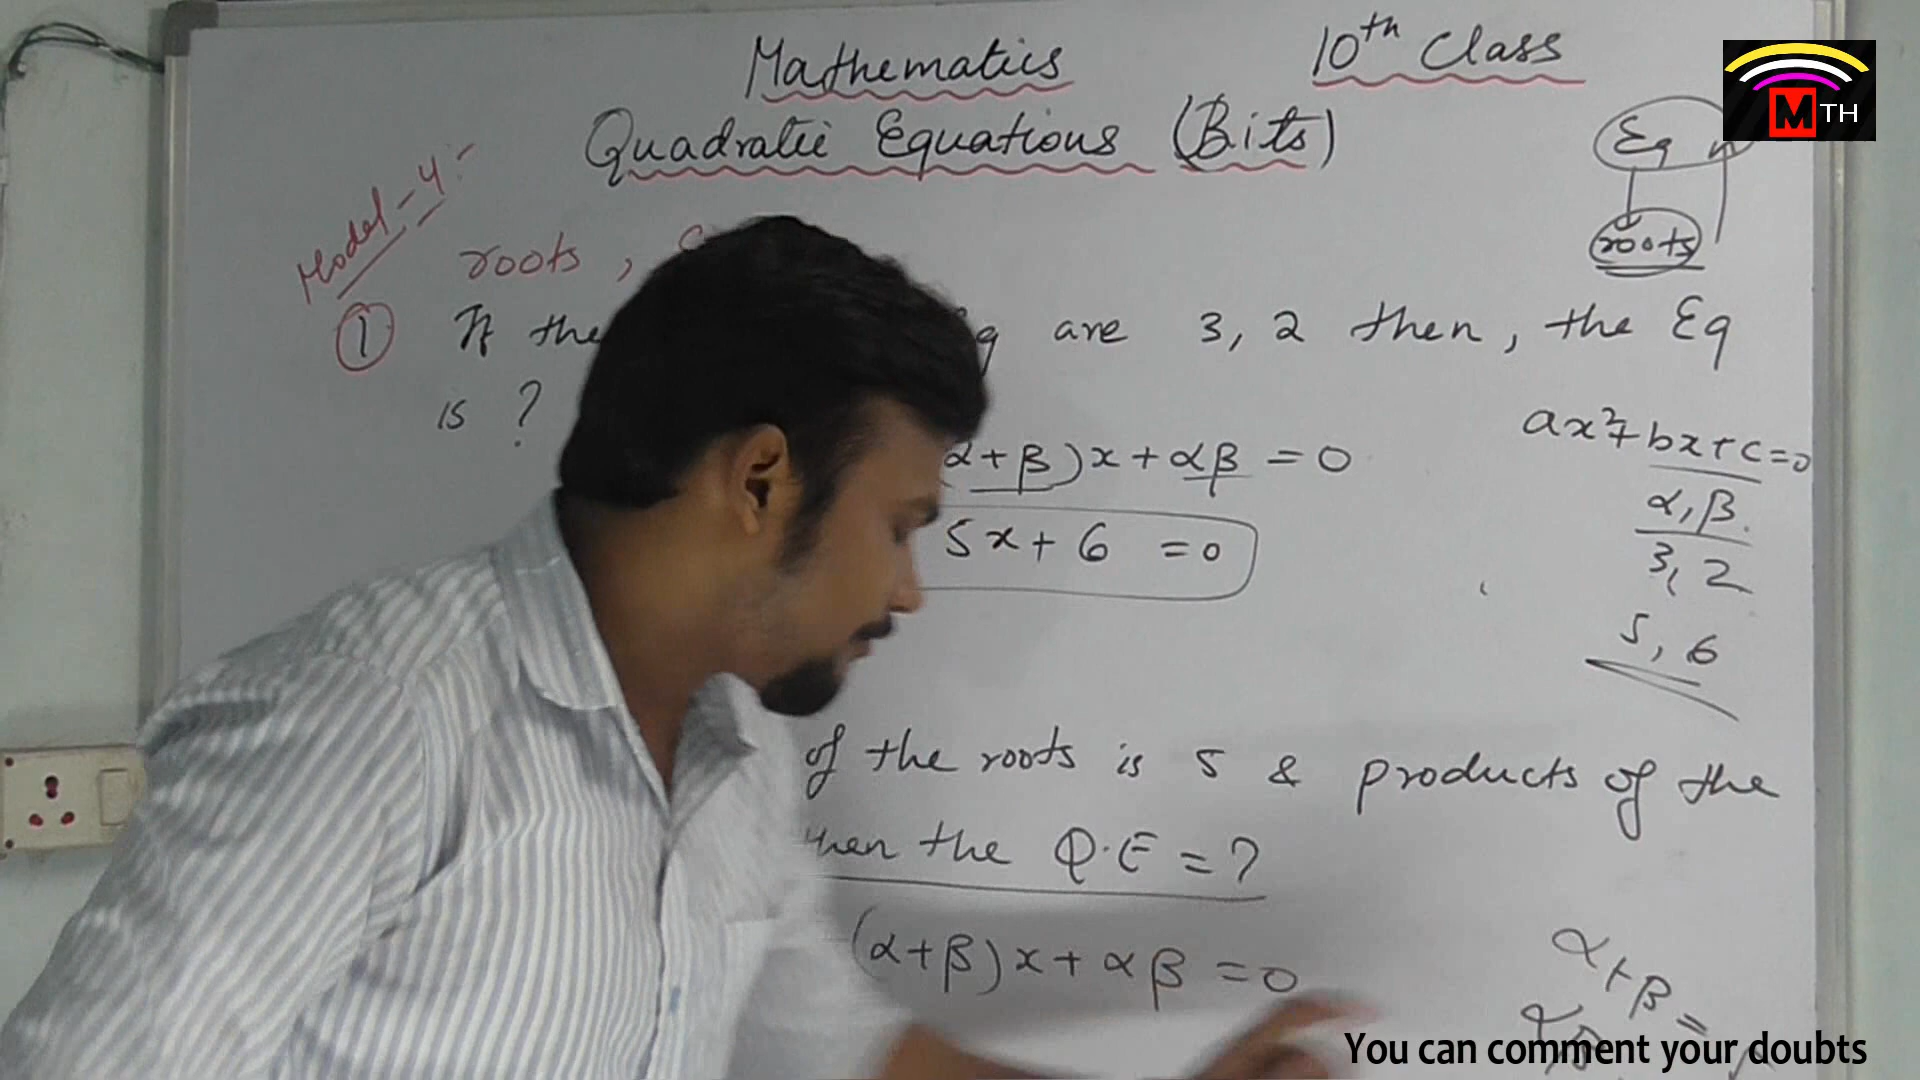 Mathematics 10th Class
MTH
Quadratic Equations (Bits)
Eq n
Model-4:-
roots,
roots
① If the Eq are 3, 2 then, the Eq
is ?
ax²+bx+c=0
α+β)x+αβ=0
α,β
5x+6 =0
3, 2
5, 6
of the roots is 5 & products of the
then the Q.E=?
(α+β)x+αβ=0
α+β=
You can comment your doubts